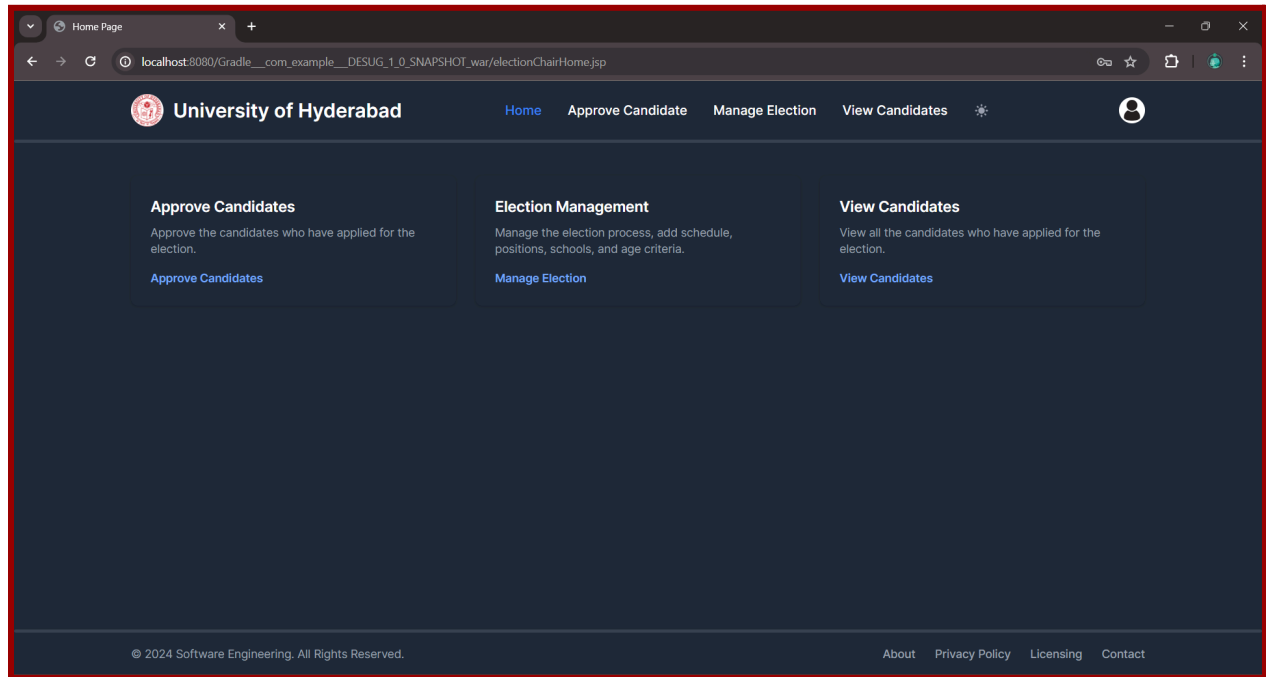 Home Page
localhost:8080/Gradle___com_example___DESUG_1_0_SNAPSHOT_war/electionChairHome.jsp
University of Hyderabad
Home
Approve Candidate
Manage Election
View Candidates
Approve Candidates
Approve the candidates who have applied for the
election.
Approve Candidates
Election Management
Manage the election process, add schedule,
positions, schools, and age criteria.
Manage Election
View Candidates
View all the candidates who have applied for the
election.
View Candidates
© 2024 Software Engineering. All Rights Reserved.
About
Privacy Policy
Licensing
Contact